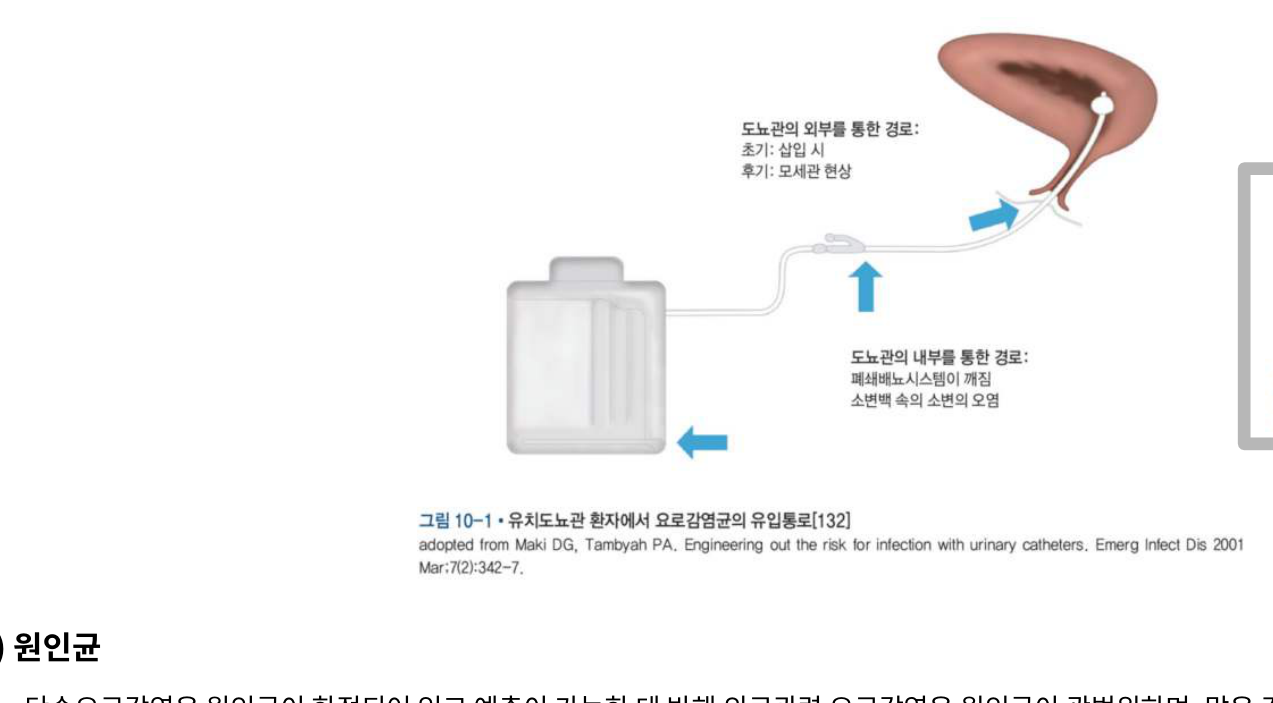 도뇨관의 외부를 통한 경로:
초기: 삽입 시
후기: 모세관 현상
도뇨관의 내부를 통한 경로:
폐쇄배뇨시스템이 깨짐
소변백 속의 소변의 오염
그림 10-1 • 유치도뇨관 환자에서 요로감염균의 유입통로[132]
adopted from Maki DG, Tambyah PA. Engineering out the risk for infection with urinary catheters. Emerg Infect Dis 2001
Mar;7(2):342-7.
) 원인균